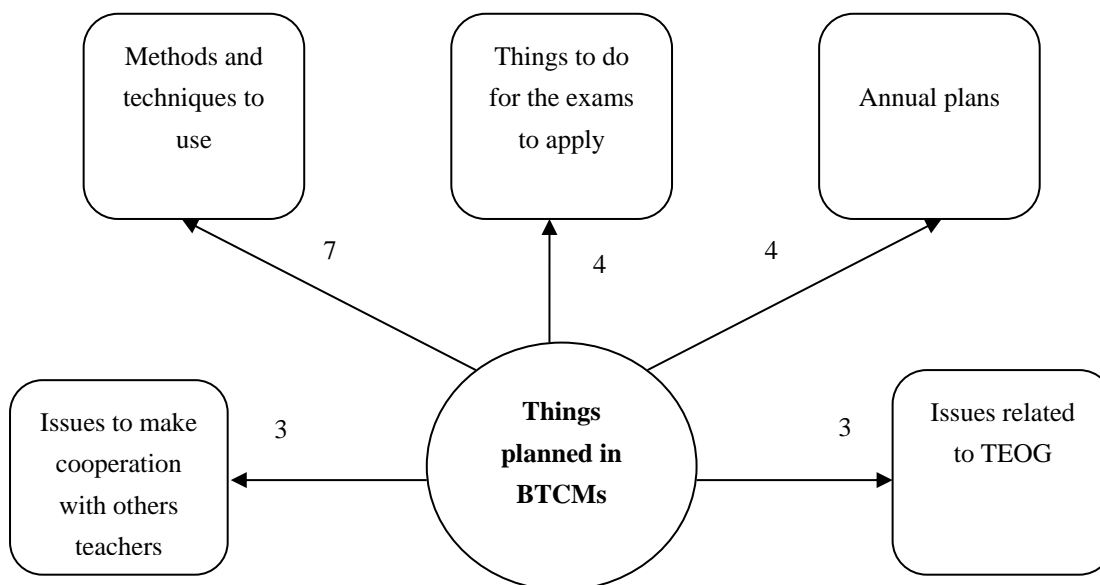 Methods and
techniques to
use
Things to do
for the exams
to apply
Annual plans
7
4
4
Issues to make
cooperation
with others
teachers
3
Things
planned in
BTCMs
3
Issues related
to TEOG